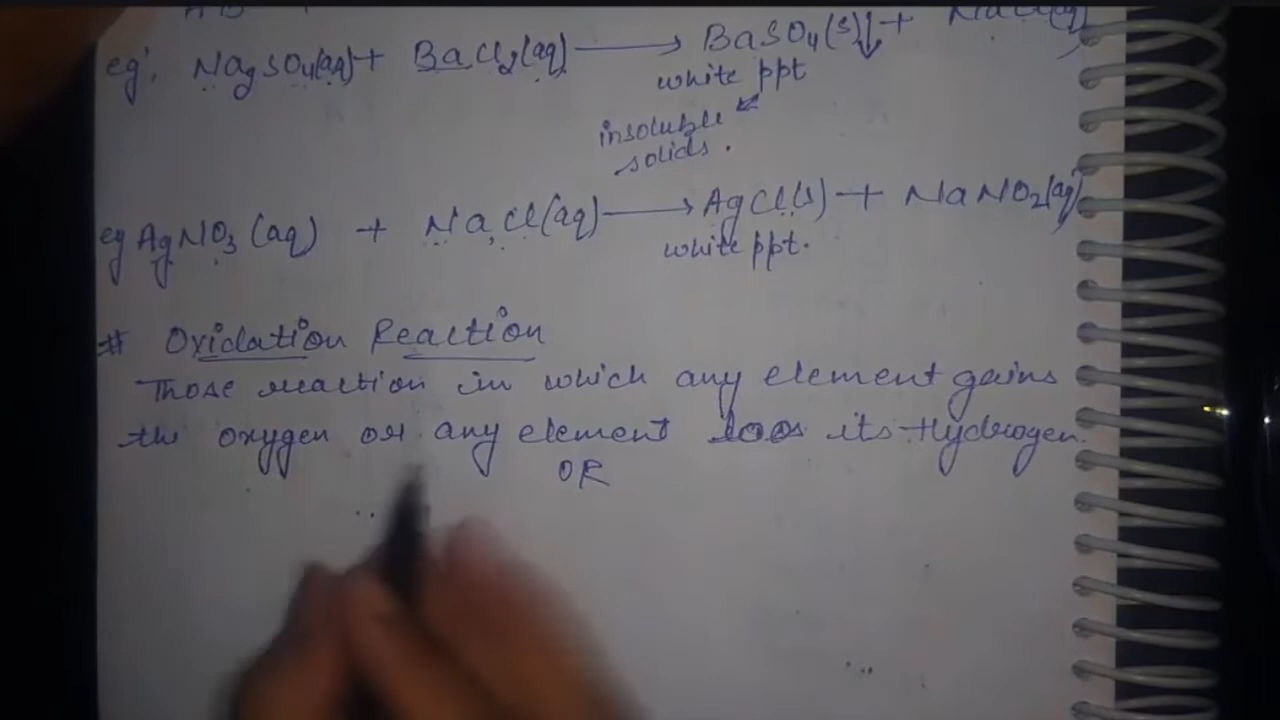 eg. Na2SO4(aq) + BaCl2(aq) ⟶ BaSO4(s)↓ +
white ppt
insoluble
solids.
eg AgNO3 (aq) + NaCl(aq) ⟶ AgCl(s) + NaNO2(aq)
white ppt.
# Oxidation Reaction
Those reaction in which any element gains
the oxygen or any element loos its Hydrogen.
OR